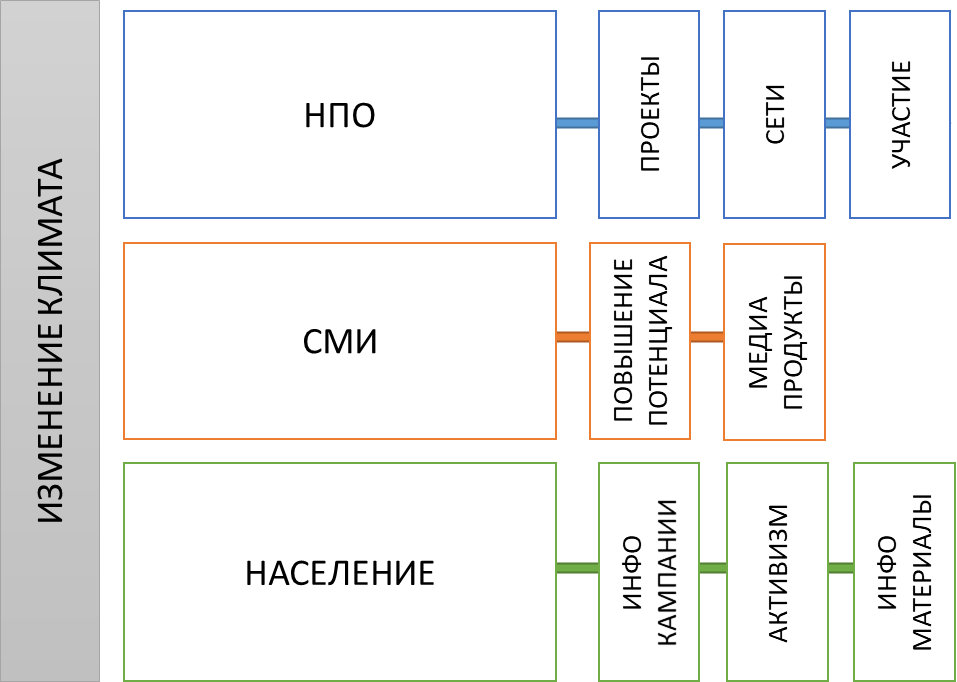 ИЗМЕНЕНИЕ КЛИМАТА
НПО
ПРОЕКТЫ
СЕТИ
УЧАСТИЕ
СМИ
ПОВЫШЕНИЕ
ПОТЕНЦИАЛА
МЕДИА
ПРОДУКТЫ
НАСЕЛЕНИЕ
ИНФО
КАМПАНИИ
АКТИВИЗМ
ИНФО
МАТЕРИАЛЫ